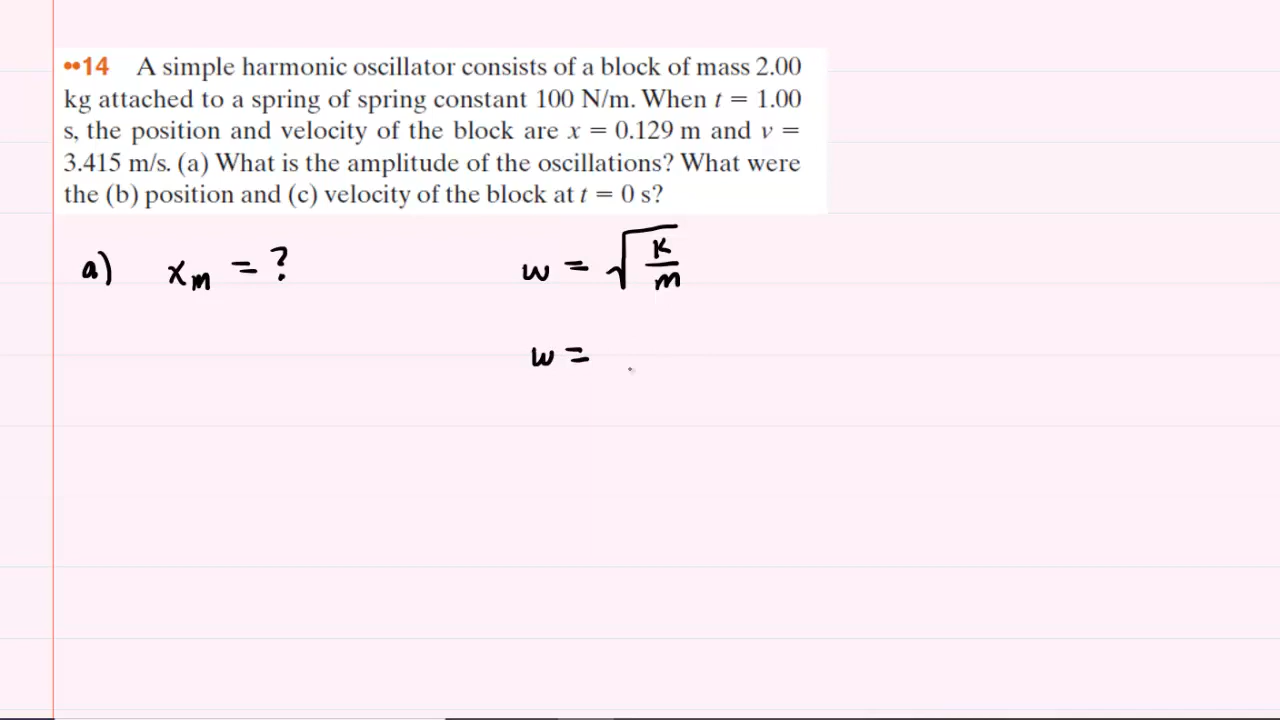 ••14 A simple harmonic oscillator consists of a block of mass 2.00
kg attached to a spring of spring constant 100 N/m. When t = 1.00
s, the position and velocity of the block are x = 0.129 m and v =
3.415 m/s. (a) What is the amplitude of the oscillations? What were
the (b) position and (c) velocity of the block at t = 0 s?
a) xₘ = ? w = √(k/m)
w =